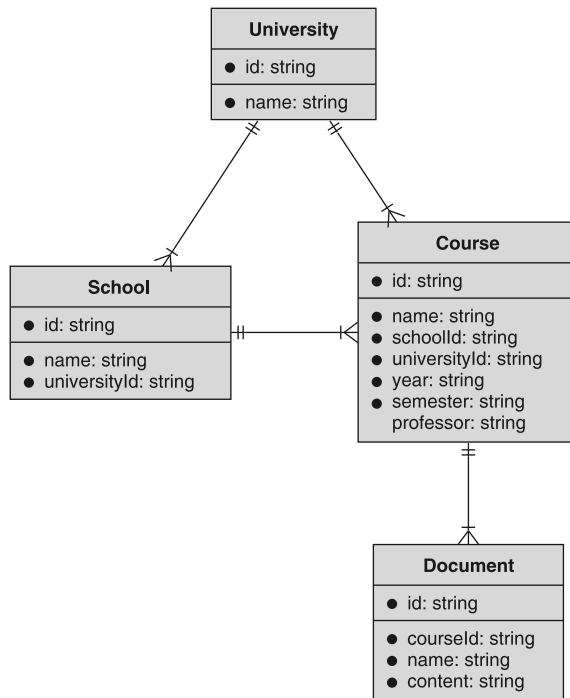 University
● id: string
● name: string
Course
● id: string
● name: string
● schoolId: string
● universityId: string
● year: string
● semester: string
professor: string
School
● id: string
● name: string
● universityId: string
Document
● id: string
● courseId: string
● name: string
● content: string